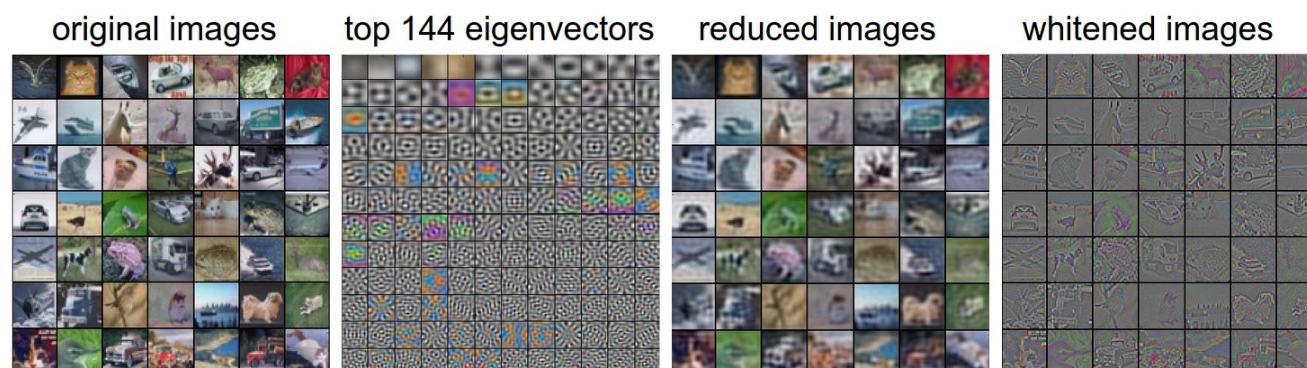 original images
top 144 eigenvectors
reduced images
whitened images